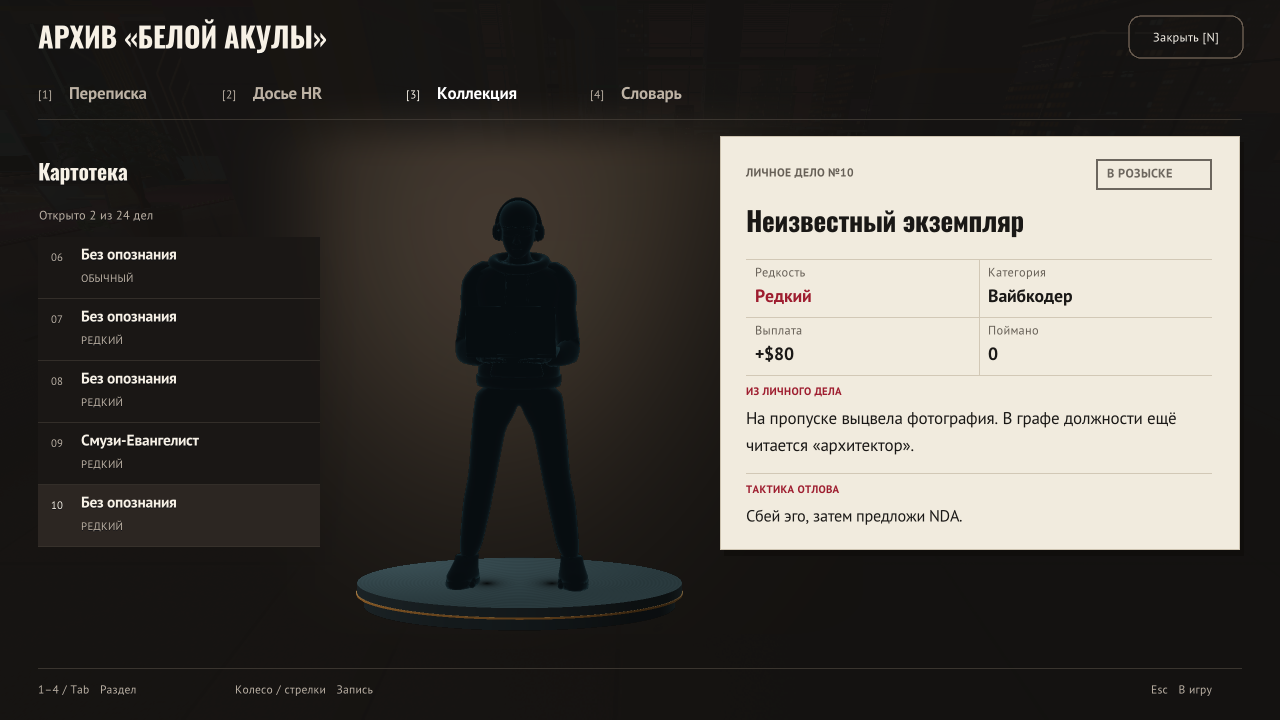 АРХИВ «БЕЛОЙ АКУЛЫ»
Закрыть [N]
[1] Переписка
[2] Досье HR
[3] Коллекция
[4] Словарь
Картотека
Открыто 2 из 24 дел
06 Без опознания
ОБЫЧНЫЙ
07 Без опознания
РЕДКИЙ
08 Без опознания
РЕДКИЙ
09 Смузи-Евангелист
РЕДКИЙ
10 Без опознания
РЕДКИЙ
ЛИЧНОЕ ДЕЛО №10
В РОЗЫСКЕ
Неизвестный экземпляр
Редкость
Редкий
Категория
Вайбкодер
Выплата
+$80
Поймано
0
ИЗ ЛИЧНОГО ДЕЛА
На пропуске выцвела фотография. В графе должности ещё
читается «архитектор».
ТАКТИКА ОТЛОВА
Сбей эго, затем предложи NDA.
1–4 / Tab Раздел
Колесо / стрелки Запись
Esc В игру